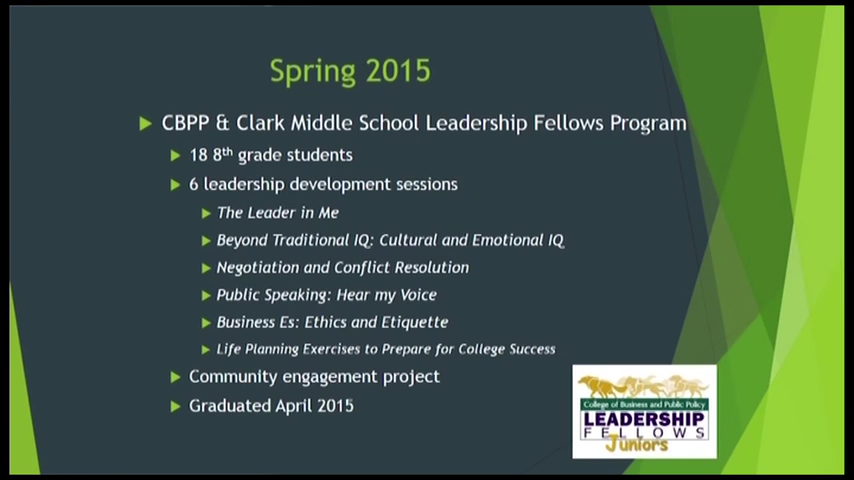 Spring 2015
CBPP & Clark Middle School Leadership Fellows Program
18 8th grade students
6 leadership development sessions
The Leader in Me
Beyond Traditional IQ: Cultural and Emotional IQ
Negotiation and Conflict Resolution
Public Speaking: Hear my Voice
Business Es: Ethics and Etiquette
Life Planning Exercises to Prepare for College Success
Community engagement project
Graduated April 2015
College of Business and Public Policy
LEADERSHIP
FELLOWS
Juniors